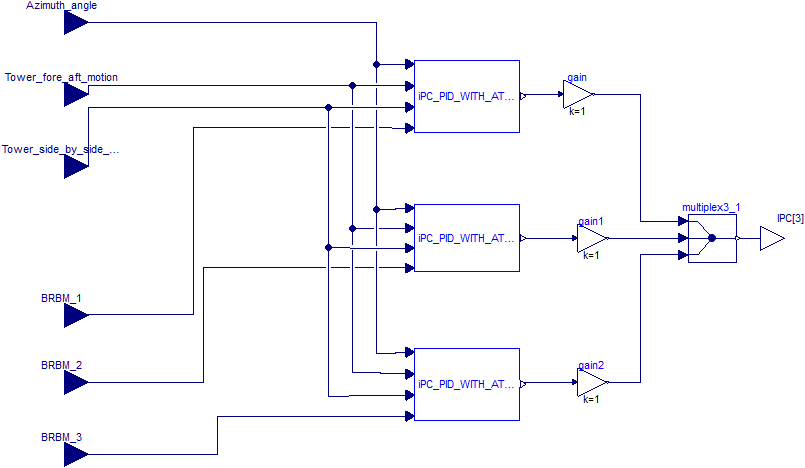 Azimuth_angle
Tower_fore_aft_motion
Tower_side_by_side_...
BRBM_1
BRBM_2
BRBM_3
iPC_PID_WITH_AT...
iPC_PID_WITH_AT...
iPC_PID_WITH_AT...
gain
k=1
gain1
k=1
gain2
k=1
multiplex3_1
IPC[3]